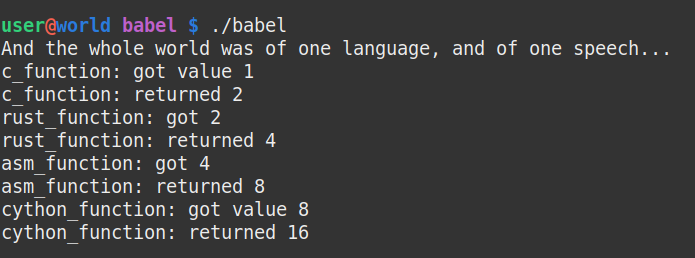 user@world babel $ ./babel
And the whole world was of one language, and of one speech...
c_function: got value 1
c_function: returned 2
rust_function: got 2
rust_function: returned 4
asm_function: got 4
asm_function: returned 8
cython_function: got value 8
cython_function: returned 16